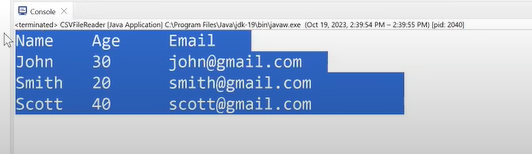 Console
<terminated> CSVFileReader [Java Application] C:\Program Files\Java\jdk-19\bin\javaw.exe (Oct 19, 2023, 2:39:54 PM – 2:39:55 PM) [pid: 2040]
Name Age Email
John 30 john@gmail.com
Smith 20 smith@gmail.com
Scott 40 scott@gmail.com